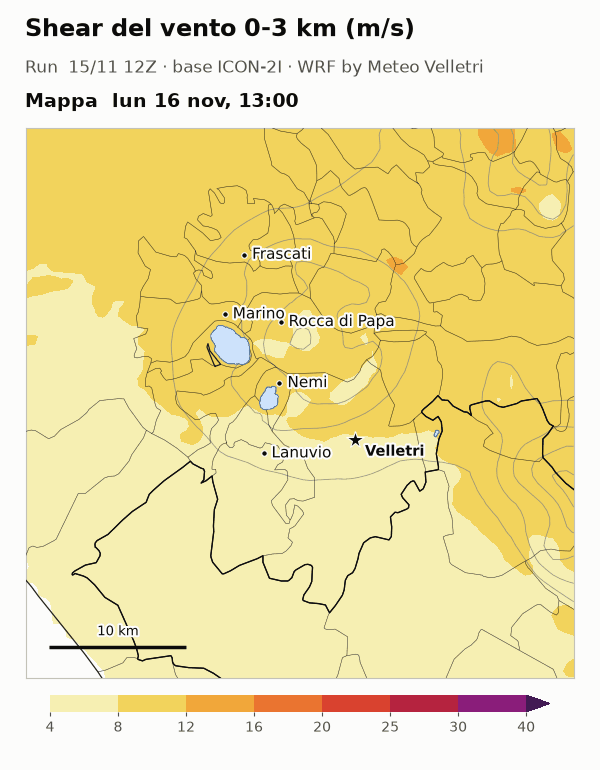 Shear del vento 0-3 km (m/s)
Run  15/11 12Z · base ICON-2I · WRF by Meteo Velletri
Mappa  lun 16 nov, 13:00
Frascati
Marino
Rocca di Papa
Nemi
Velletri
Lanuvio
10 km
4 8 12 16 20 25 30 40